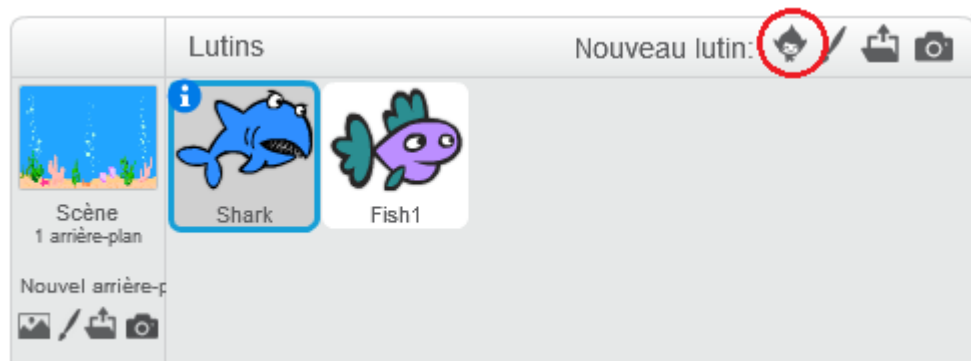 Lutins
Nouveau lutin:
Shark
Fish1
Scène
1 arrière-plan
Nouvel arrière-p